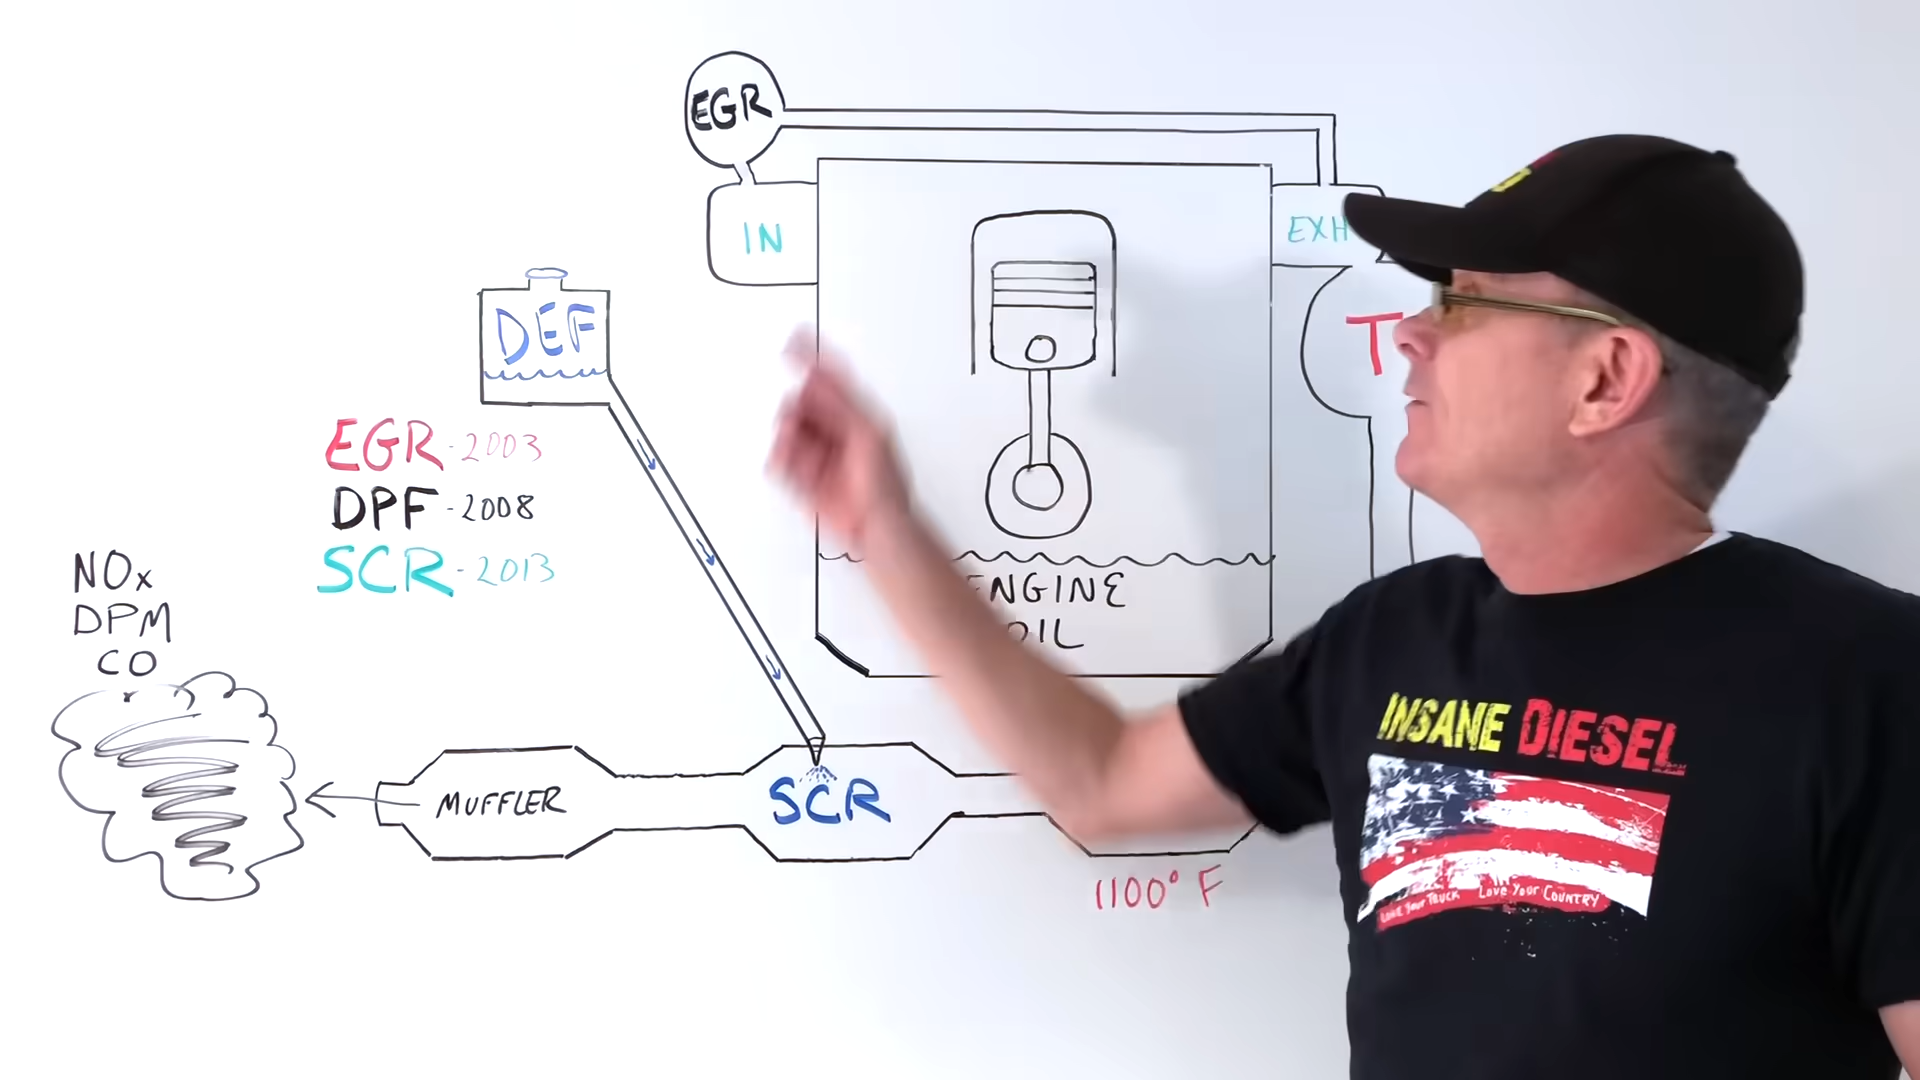 EGR
IN
EXH
T
DEF
EGR - 2003
DPF - 2008
SCR - 2013
NOx
DPM
CO
ENGINE
OIL
MUFFLER
SCR
1100° F
INSANE DIESEL
LOVE YOUR TRUCK LOVE YOUR COUNTRY